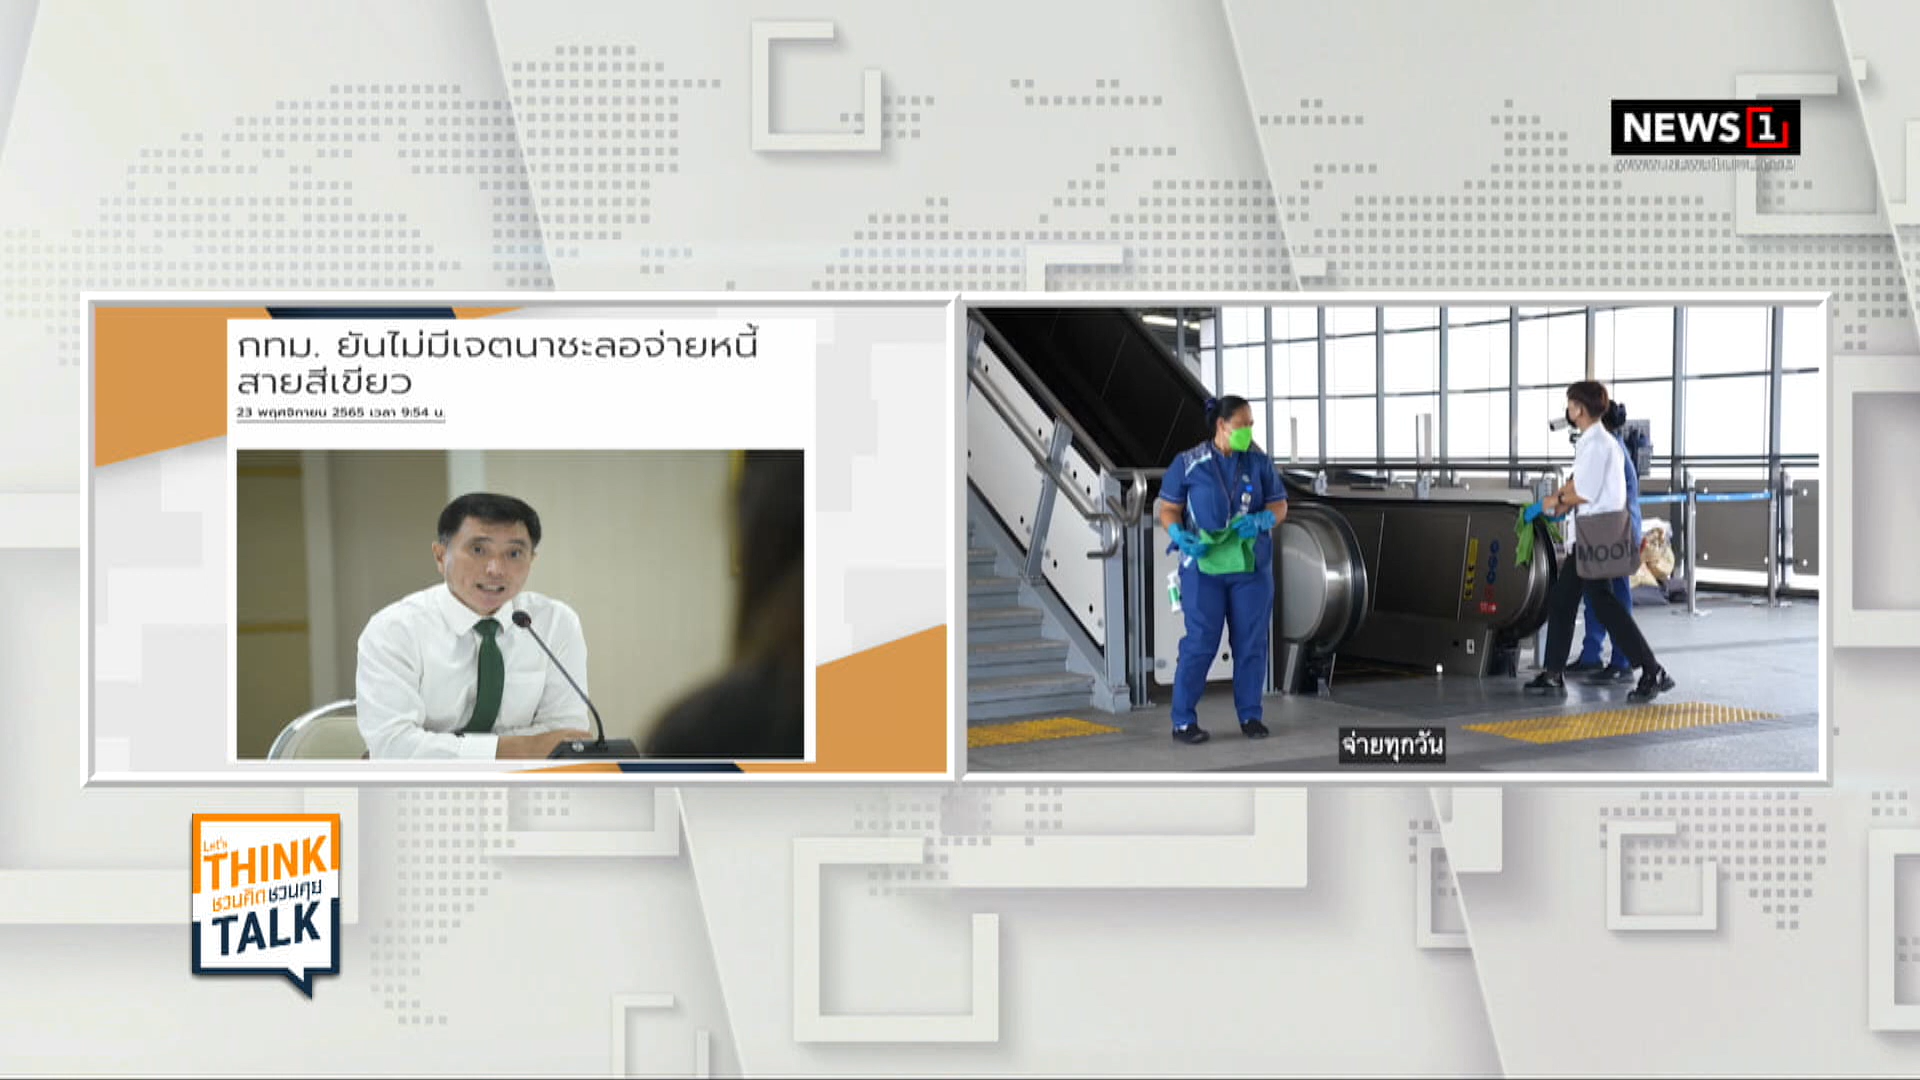 NEWS 1
กทม. ยันไม่มีเจตนาชะลอจ่ายหนี้
สายสีเขียว
23 พฤศจิกายน 2565 เวลา 9:54 น.
MOOT
จ่ายทุกวัน
Let's
THINK
ชวนคิดชวนคุย
TALK